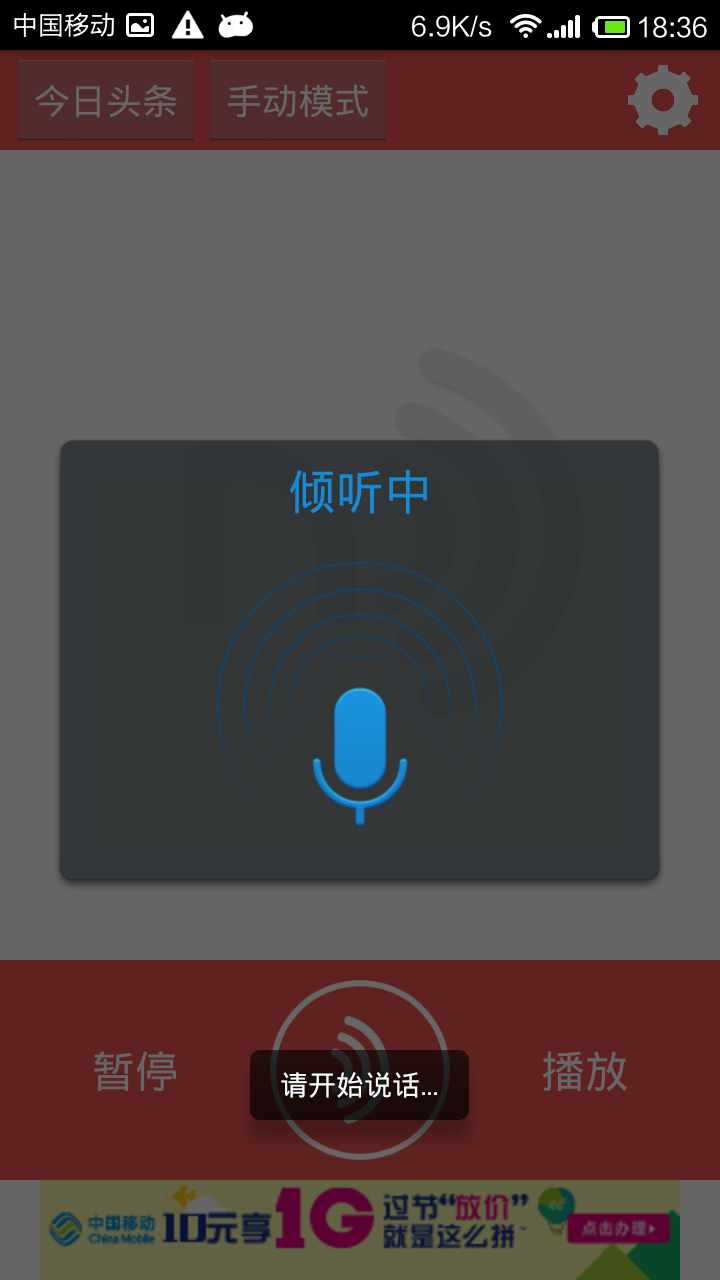 中国移动 6.9K/s 18:36
今日头条 手动模式
倾听中
暂停 播放
请开始说话...
中国移动
China Mobile
10元享1G
过节“放价”
就是这么拼~
4G
点击办理